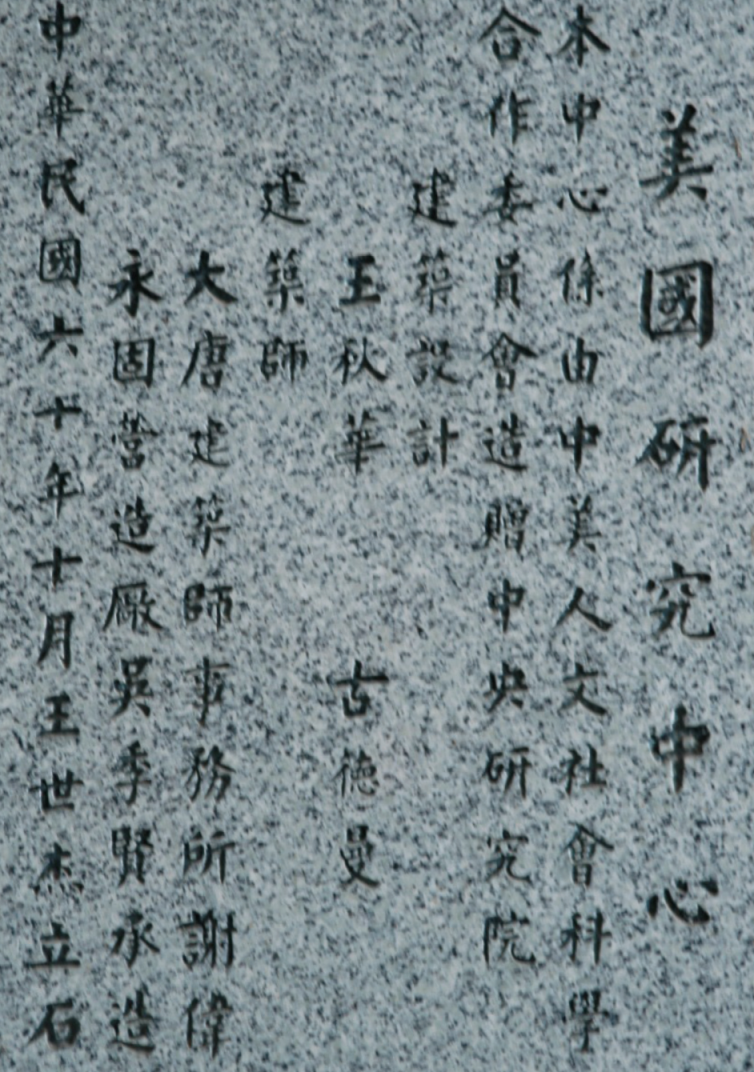 美國研究中心
本中心係由中美人文社會科學
合作委員會造贈中央研究院
建築設計
王秋華 古德曼
建築師
大唐建築師事務所謝偉
永固營造廠吳季賢承造
中華民國六十年十月王世杰立石